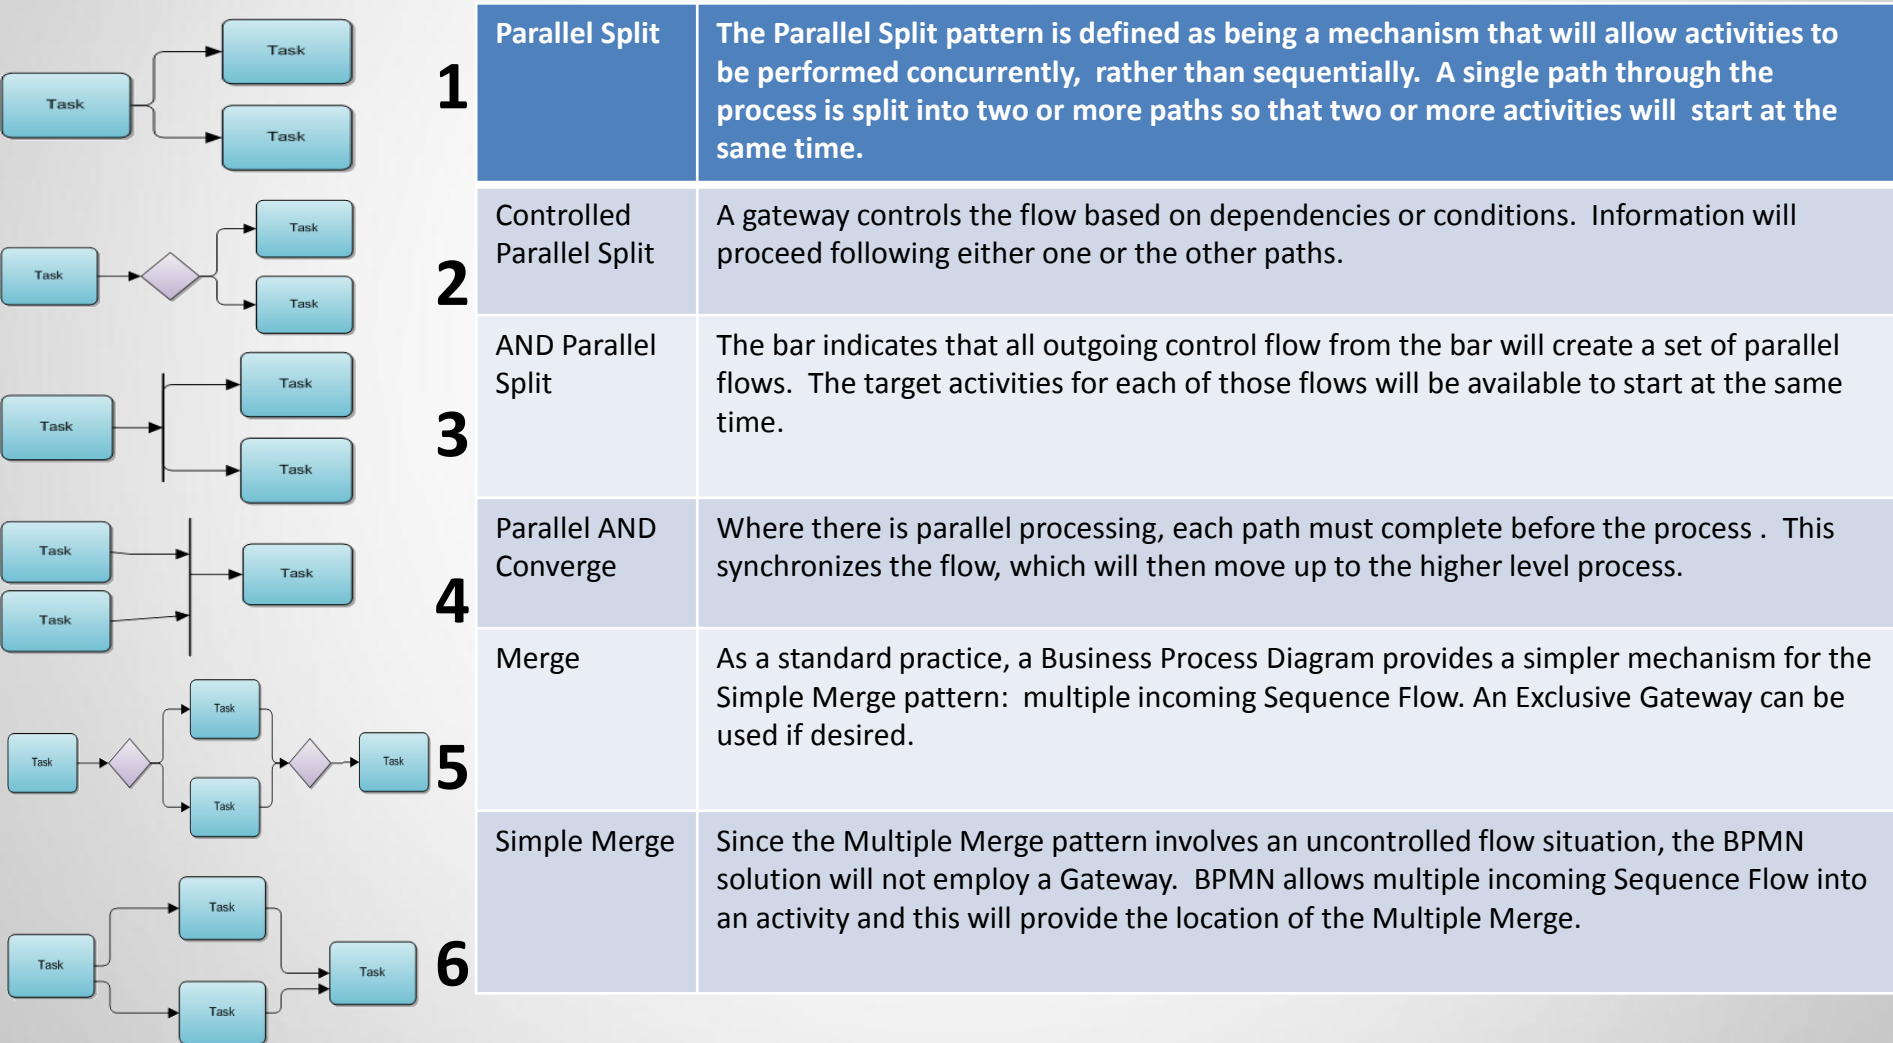 Task
Task
Task
1
Parallel Split
The Parallel Split pattern is defined as being a mechanism that will allow activities to
be performed concurrently, rather than sequentially. A single path through the
process is split into two or more paths so that two or more activities will start at the
same time.
Task
Task
Task
2
Controlled
Parallel Split
A gateway controls the flow based on dependencies or conditions. Information will
proceed following either one or the other paths.
Task
Task
Task
3
AND Parallel
Split
The bar indicates that all outgoing control flow from the bar will create a set of parallel
flows. The target activities for each of those flows will be available to start at the same
time.
Task
Task
Task
4
Parallel AND
Converge
Where there is parallel processing, each path must complete before the process . This
synchronizes the flow, which will then move up to the higher level process.
Task
Task
Task
Task
5
Merge
As a standard practice, a Business Process Diagram provides a simpler mechanism for the
Simple Merge pattern: multiple incoming Sequence Flow. An Exclusive Gateway can be
used if desired.
Task
Task
Task
Task
6
Simple Merge
Since the Multiple Merge pattern involves an uncontrolled flow situation, the BPMN
solution will not employ a Gateway. BPMN allows multiple incoming Sequence Flow into
an activity and this will provide the location of the Multiple Merge.